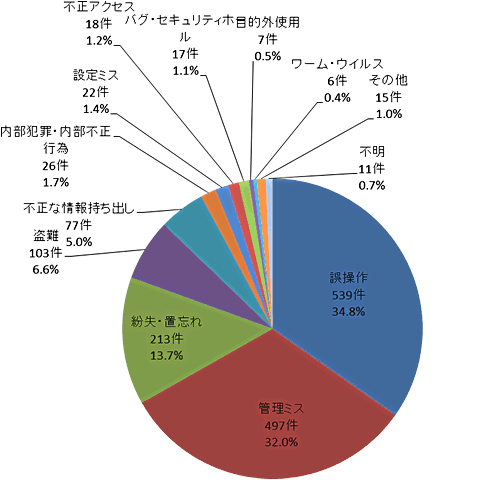 不正アクセス
18件
1.2%
バグ・セキュリティホー
ル
17件
1.1%
目的外使用
7件
0.5%
ワーム・ウイルス
6件
0.4%
その他
15件
1.0%
不明
11件
0.7%
設定ミス
22件
1.4%
内部犯罪・内部不正
行為
26件
1.7%
不正な情報持ち出し
77件
5.0%
盗難
103件
6.6%
紛失・置忘れ
213件
13.7%
管理ミス
497件
32.0%
誤操作
539件
34.8%